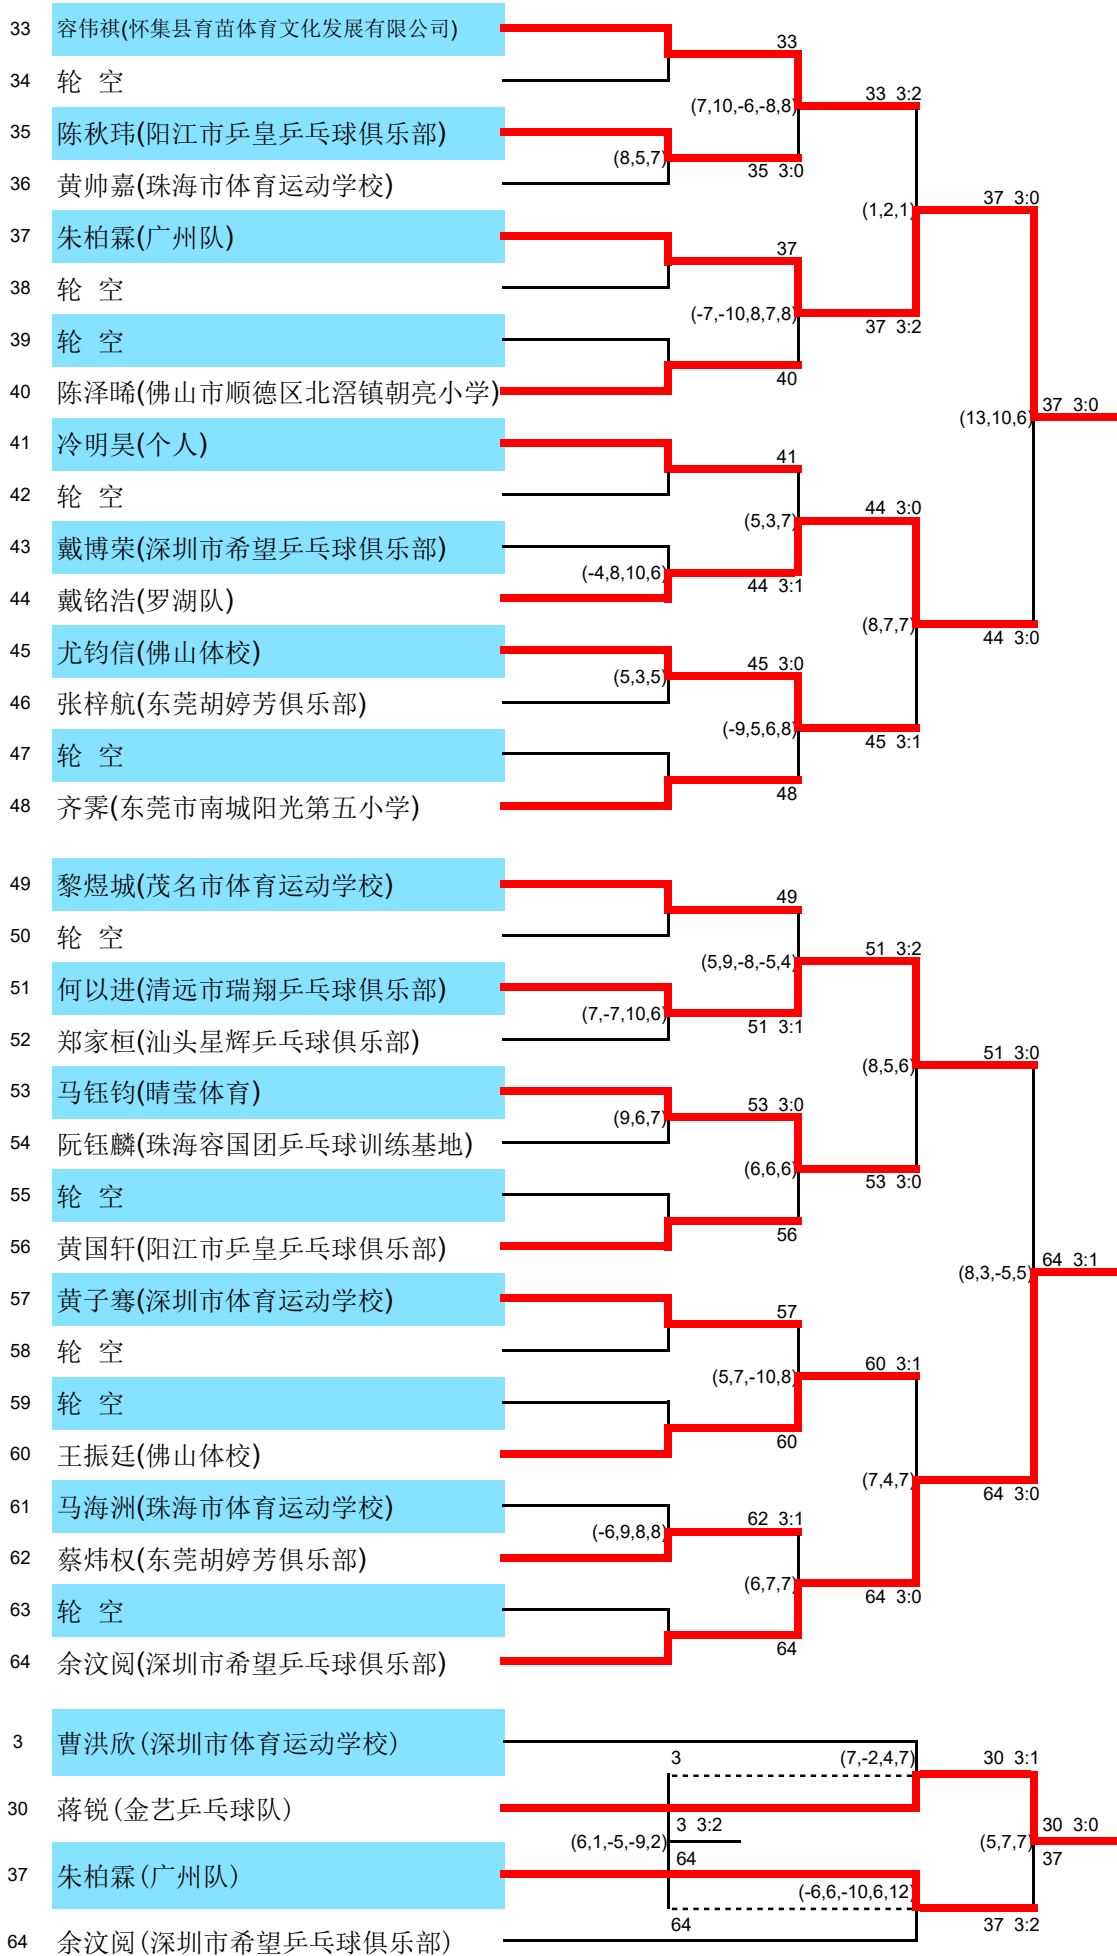 33 容伟祺(怀集县育苗体育文化发展有限公司)
33
34 轮 空
(7,10,-6,-8,8)
33 3:2
35 陈秋玮(阳江市乒皇乒乓球俱乐部)
(8,5,7)
35 3:0
36 黄帅嘉(珠海市体育运动学校)
(1,2,1)
37 3:0
37 朱柏霖(广州队)
37
38 轮 空
(-7,-10,8,7,8)
37 3:2
39 轮 空
40
40 陈泽晞(佛山市顺德区北滘镇朝亮小学)
(13,10,6)
37 3:0
41 冷明昊(个人)
41
42 轮 空
(5,3,7)
44 3:0
43 戴博荣(深圳市希望乒乓球俱乐部)
(-4,8,10,6)
44 3:1
44 戴铭浩(罗湖队)
(8,7,7)
44 3:0
45 尤钧信(佛山体校)
(5,3,5)
45 3:0
46 张梓航(东莞胡婷芳俱乐部)
(-9,5,6,8)
45 3:1
47 轮 空
48
48 齐霁(东莞市南城阳光第五小学)
49 黎煜城(茂名市体育运动学校)
49
50 轮 空
(5,9,-8,-5,4)
51 3:2
51 何以进(清远市瑞翔乒乓球俱乐部)
(7,-7,10,6)
51 3:1
52 郑家桓(汕头星辉乒乓球俱乐部)
(8,5,6)
51 3:0
53 马钰钧(晴莹体育)
(9,6,7)
53 3:0
54 阮钰麟(珠海容国团乒乓球训练基地)
(6,6,6)
53 3:0
55 轮 空
56
56 黄国轩(阳江市乒皇乒乓球俱乐部)
(8,3,-5,5)
64 3:1
57 黄子骞(深圳市体育运动学校)
57
58 轮 空
(5,7,-10,8)
60 3:1
59 轮 空
60
60 王振廷(佛山体校)
(7,4,7)
64 3:0
61 马海洲(珠海市体育运动学校)
(-6,9,8,8)
62 3:1
62 蔡炜权(东莞胡婷芳俱乐部)
(6,7,7)
64 3:0
63 轮 空
64
64 余汶阅(深圳市希望乒乓球俱乐部)
3 曹洪欣(深圳市体育运动学校)
3
(7,-2,4,7)
30 3:1
30 蒋锐(金艺乒乓球队)
(6,1,-5,-9,2)
3 3:2
64
(5,7,7)
30 3:0
37
37 朱柏霖(广州队)
(-6,6,-10,6,12)
64
37 3:2
64 余汶阅(深圳市希望乒乓球俱乐部)